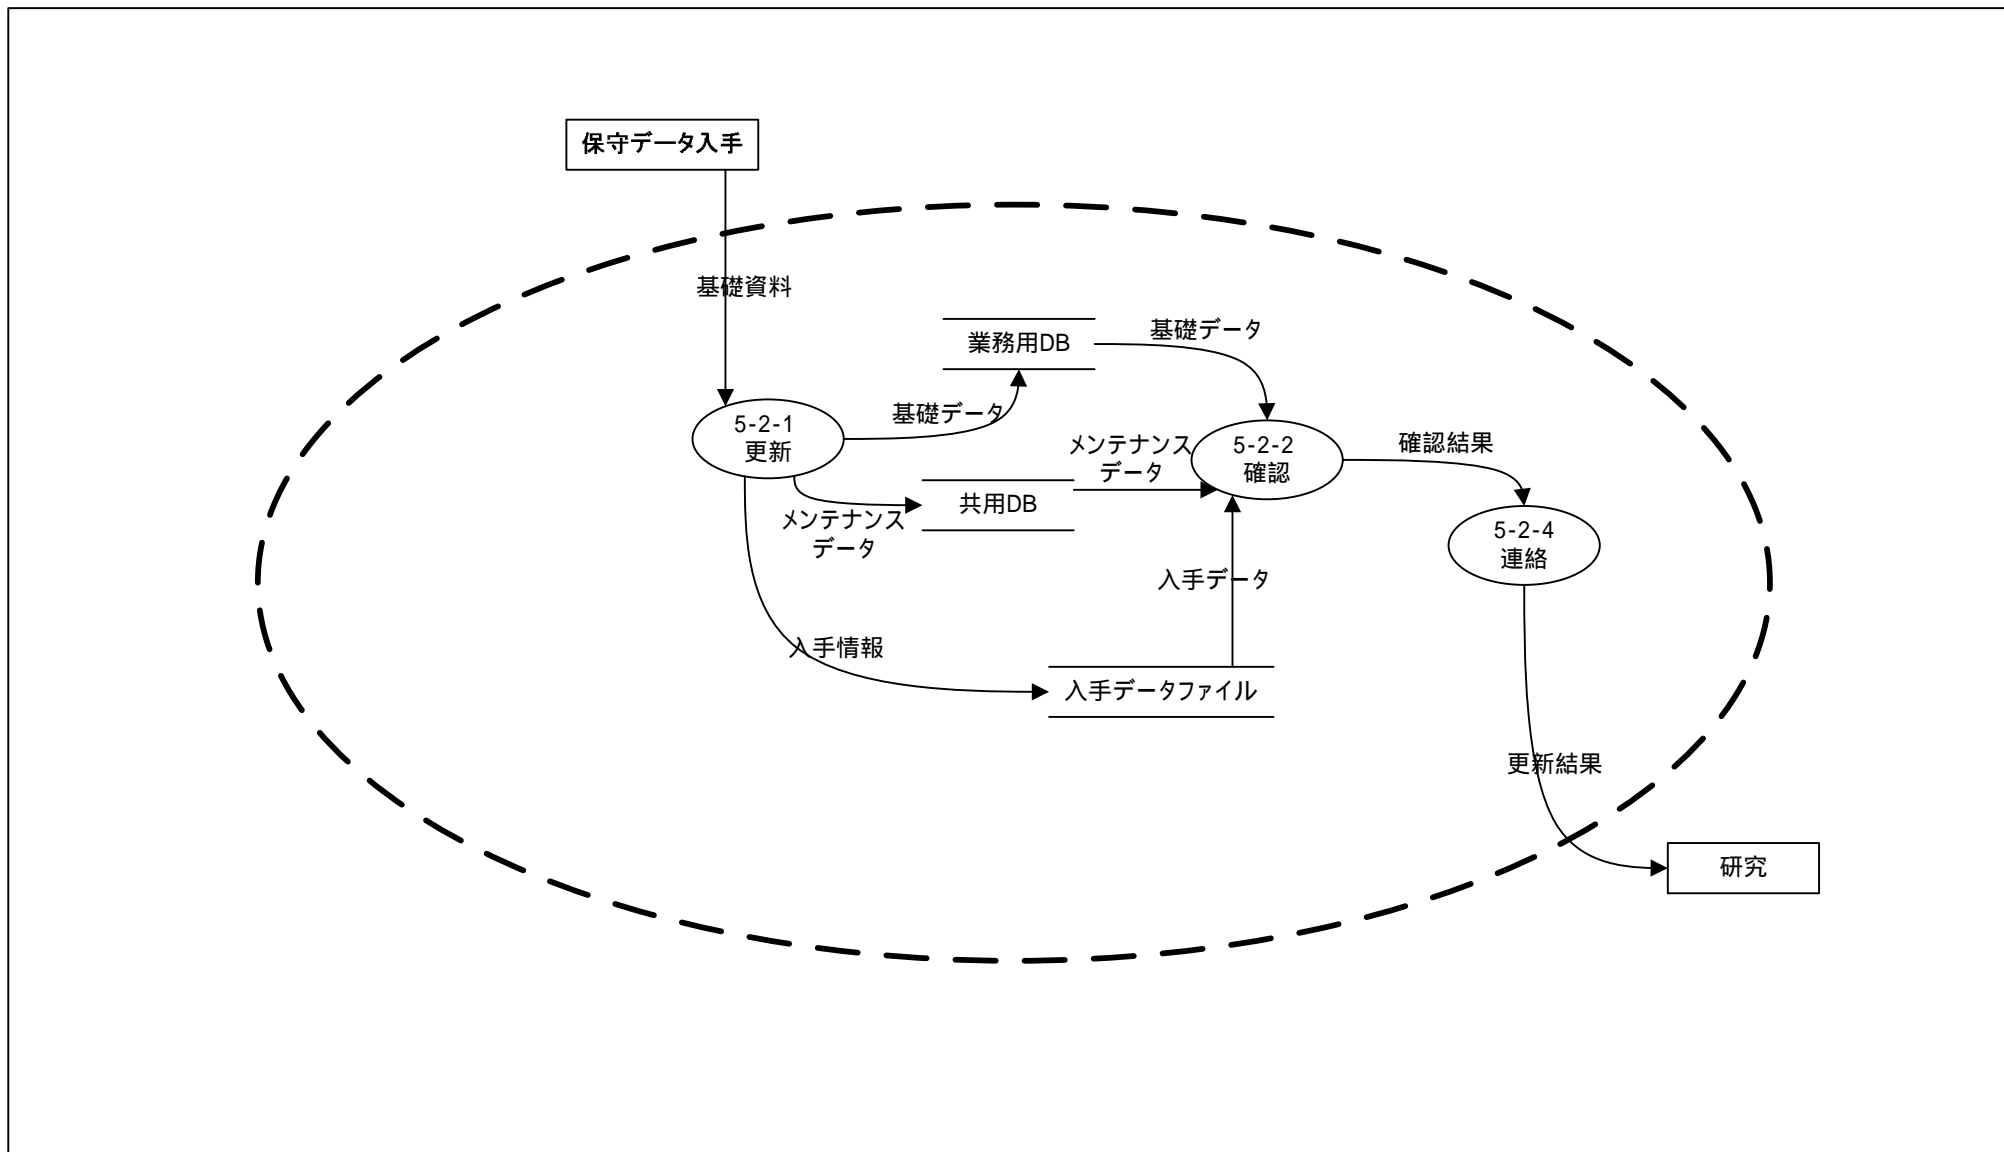 保守データ入手
基礎資料
業務用DB
基礎データ
5-2-1
更新
基礎データ
メンテナンス
データ
5-2-2
確認
確認結果
共用DB
メンテナンス
データ
5-2-4
連絡
入手データ
入手情報
入手データファイル
更新結果
研究